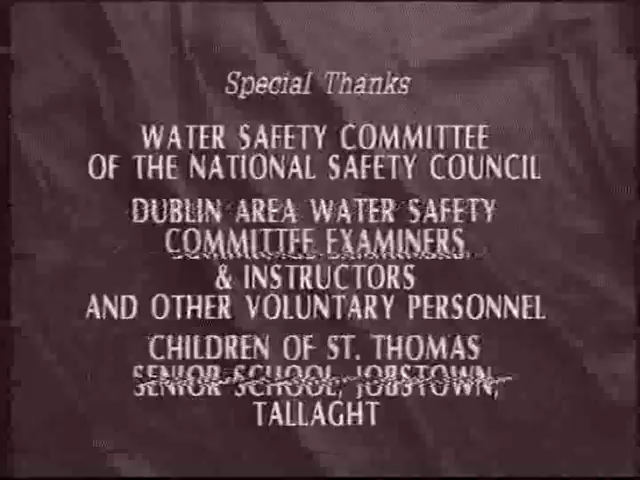 Special Thanks
WATER SAFETY COMMITTEE
OF THE NATIONAL SAFETY COUNCIL
DUBLIN AREA WATER SAFETY
COMMITTEE EXAMINERS
& INSTRUCTORS
AND OTHER VOLUNTARY PERSONNEL
CHILDREN OF ST. THOMAS
SENIOR SCHOOL, JOBSTOWN,
TALLAGHT